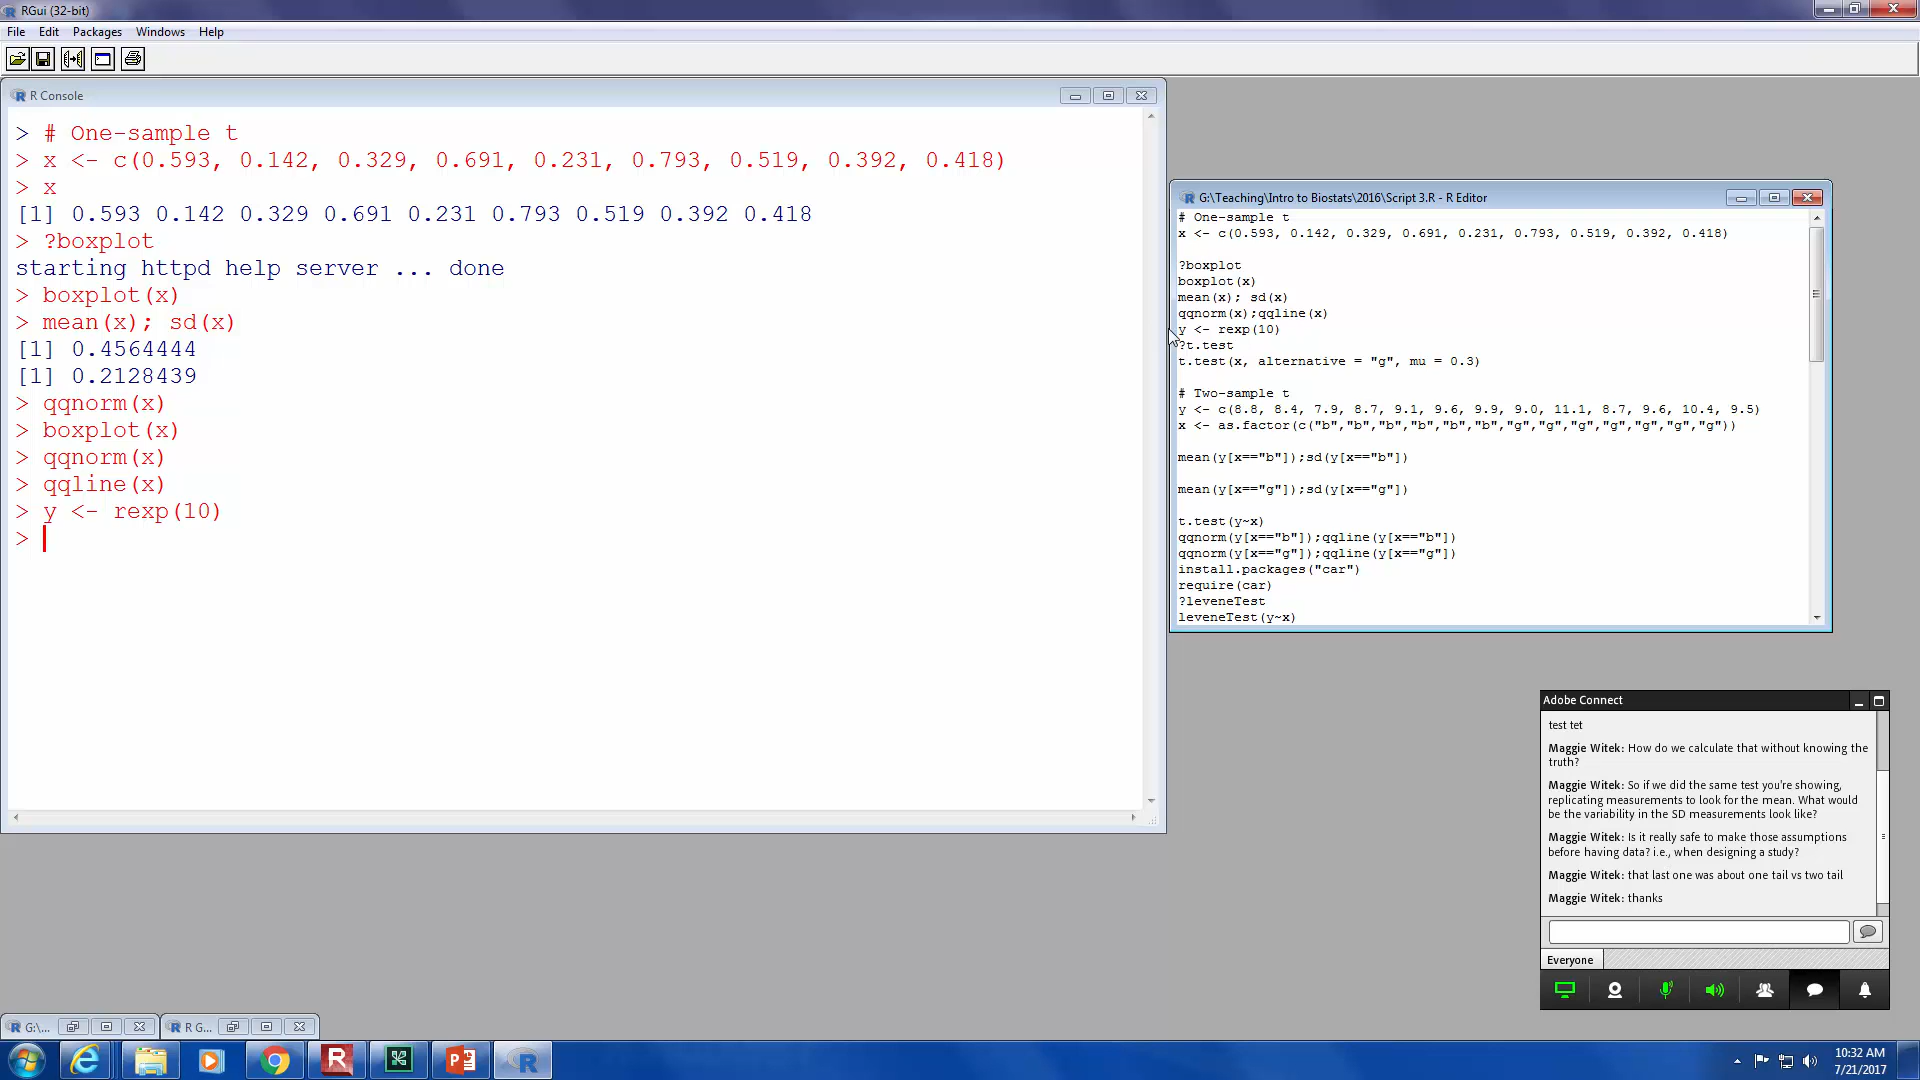 RGui (32-bit)
File Edit Packages Windows Help
R Console
> # One-sample t
> x <- c(0.593, 0.142, 0.329, 0.691, 0.231, 0.793, 0.519, 0.392, 0.418)
> x
[1] 0.593 0.142 0.329 0.691 0.231 0.793 0.519 0.392 0.418
> ?boxplot
starting httpd help server ... done
> boxplot(x)
> mean(x); sd(x)
[1] 0.4564444
[1] 0.2128439
> qqnorm(x)
> boxplot(x)
> qqnorm(x)
> qqline(x)
> y <- rexp(10)
>
G:\Teaching\Intro to Biostats\2016\Script 3.R - R Editor
# One-sample t
x <- c(0.593, 0.142, 0.329, 0.691, 0.231, 0.793, 0.519, 0.392, 0.418)
?boxplot
boxplot(x)
mean(x); sd(x)
qqnorm(x);qqline(x)
y <- rexp(10)
?t.test
t.test(x, alternative = "g", mu = 0.3)
# Two-sample t
y <- c(8.8, 8.4, 7.9, 8.7, 9.1, 9.6, 9.9, 9.0, 11.1, 8.7, 9.6, 10.4, 9.5)
x <- as.factor(c("b","b","b","b","b","b","g","g","g","g","g","g","g"))
mean(y[x=="b"]);sd(y[x=="b"])
mean(y[x=="g"]);sd(y[x=="g"])
t.test(y~x)
qqnorm(y[x=="b"]);qqline(y[x=="b"])
qqnorm(y[x=="g"]);qqline(y[x=="g"])
install.packages("car")
require(car)
?leveneTest
leveneTest(y~x)
Adobe Connect
test tet
Maggie Witek: How do we calculate that without knowing the
truth?
Maggie Witek: So if we did the same test you're showing,
replicating measurements to look for the mean. What would
be the variability in the SD measurements look like?
Maggie Witek: Is it really safe to make those assumptions
before having data? i.e., when designing a study?
Maggie Witek: that last one was about one tail vs two tail
Maggie Witek: thanks
Everyone
G:\...
R G...
10:32 AM
7/21/2017